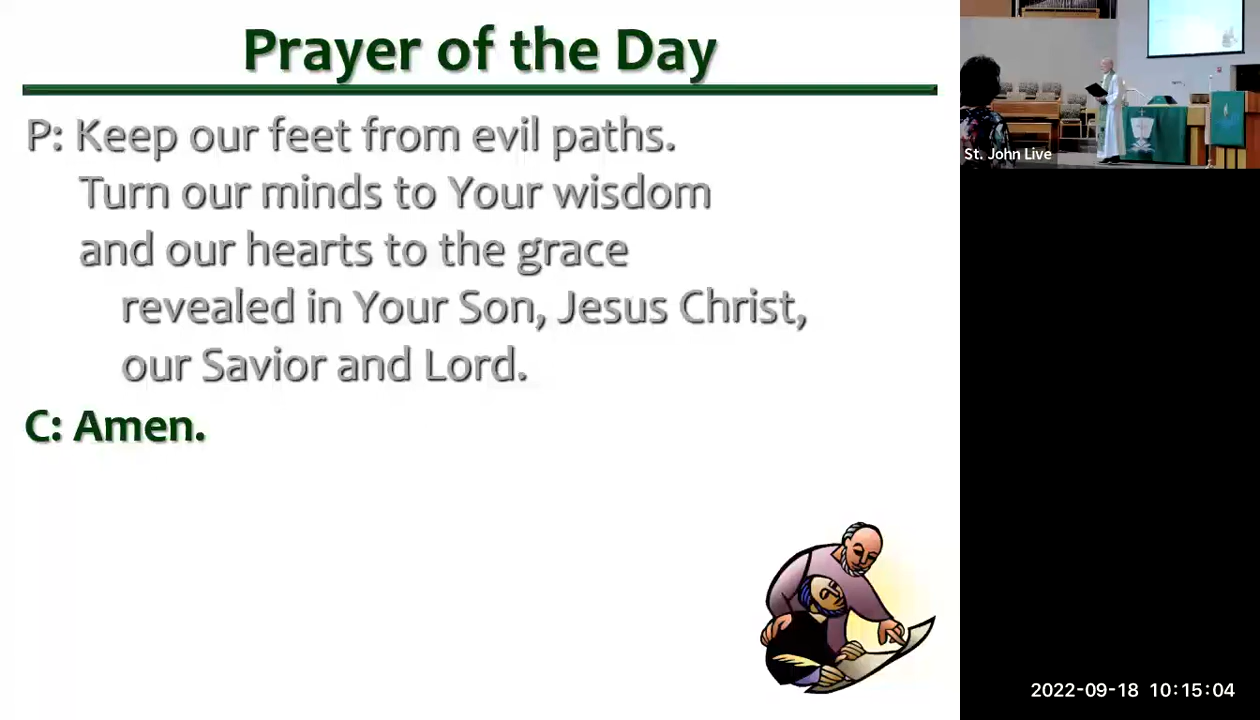 Prayer of the Day
P: Keep our feet from evil paths.
Turn our minds to Your wisdom
and our hearts to the grace
revealed in Your Son, Jesus Christ,
our Savior and Lord.
C: Amen.
St. John Live
2022-09-18 10:15:04